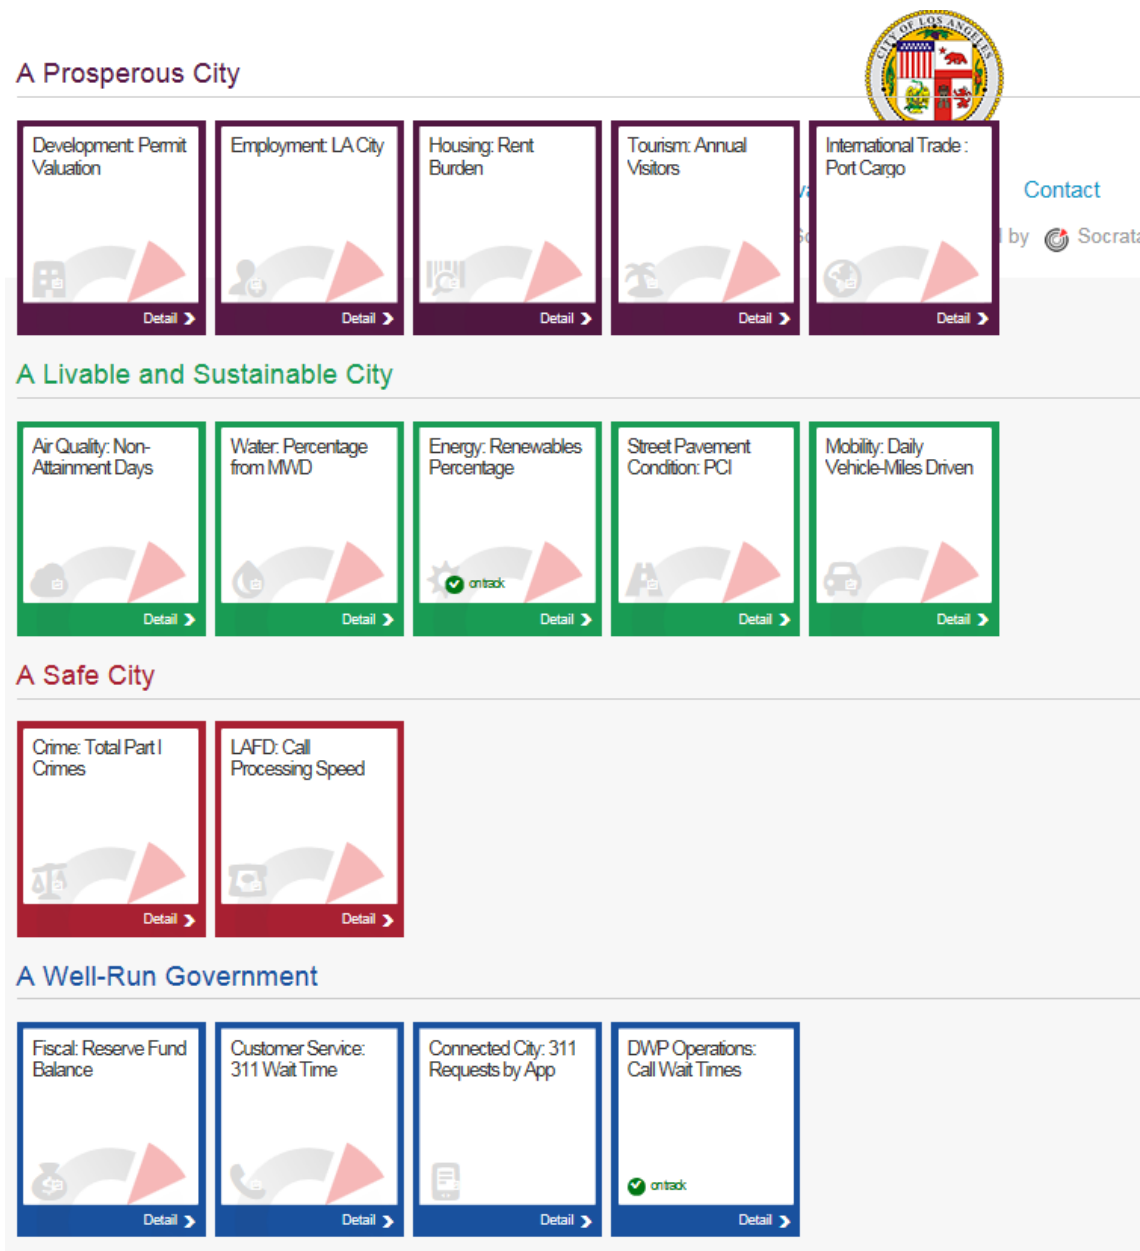 CITY OF LOS ANGELES
A Prosperous City
Development: Permit
Valuation
Employment: LA City
Housing: Rent
Burden
Tourism: Annual
Visitors
International Trade :
Port Cargo
Contact
by Socrata
Detail
Detail
Detail
Detail
Detail
A Livable and Sustainable City
Air Quality: Non-
Attainment Days
Water: Percentage
from MWD
Energy: Renewables
Percentage
Street Pavement
Condition: PCI
Mobility: Daily
Vehicle-Miles Driven
on track
Detail
Detail
Detail
Detail
Detail
A Safe City
Crime: Total Part I
Crimes
LAFD: Call
Processing Speed
Detail
Detail
A Well-Run Government
Fiscal: Reserve Fund
Balance
Customer Service:
311 Wait Time
Connected City: 311
Requests by App
DWP Operations:
Call Wait Times
on track
Detail
Detail
Detail
Detail